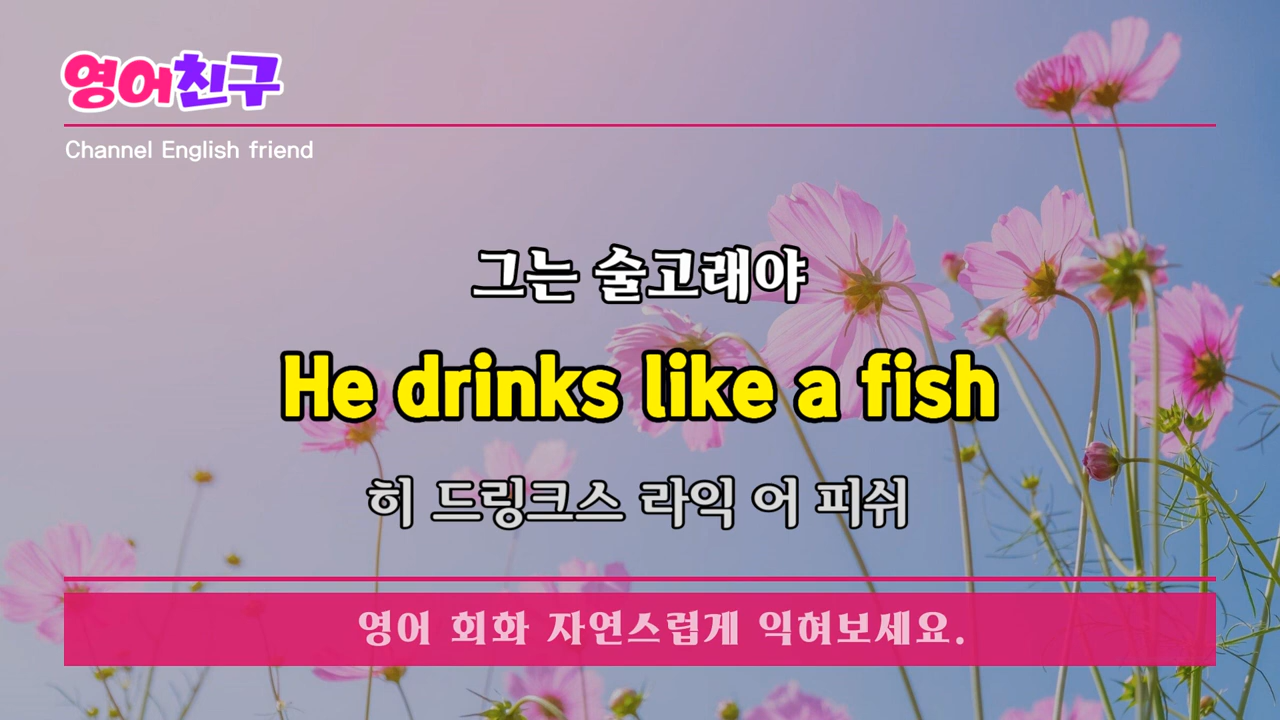 영어친구
Channel English friend
그는 술고래야
He drinks like a fish
히 드링크스 라익 어 피쉬
영어 회화 자연스럽게 익혀보세요.